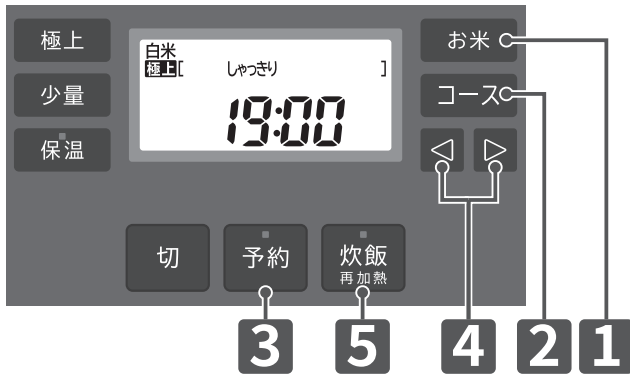 極上
少量
保温
白米
極上[ しゃっきり ]
19:00
お米
コース
切
予約
炊飯
再加熱
3
5
4
2
1